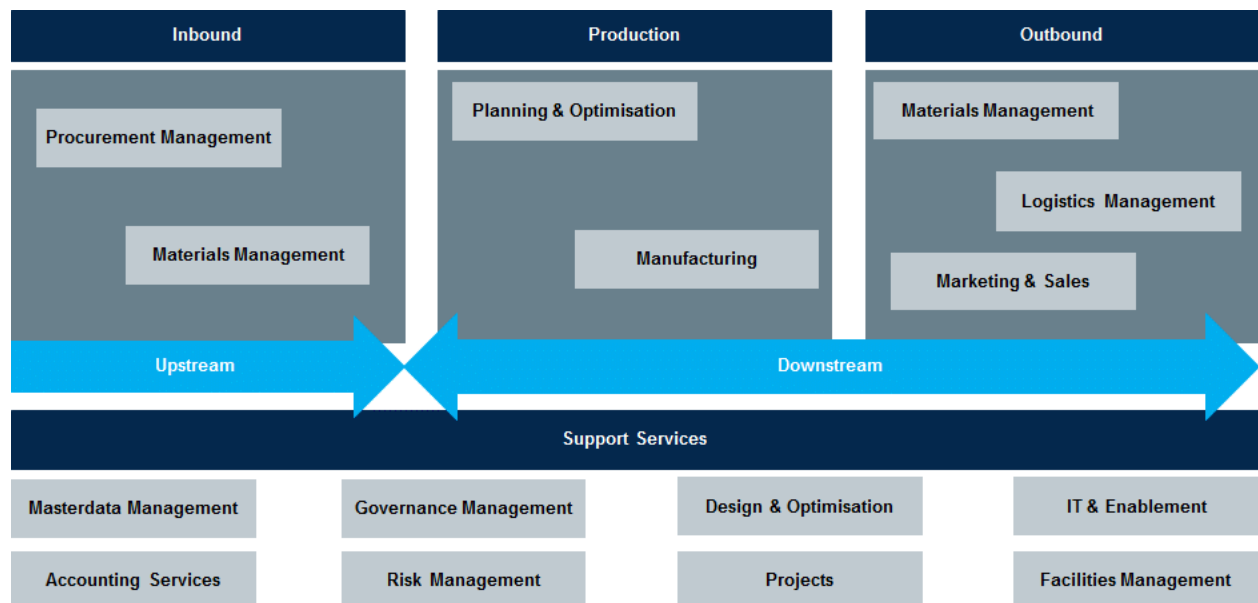 Inbound
Production
Outbound
Procurement Management
Materials Management
Planning & Optimisation
Manufacturing
Materials Management
Logistics Management
Marketing & Sales
Upstream
Downstream
Support Services
Masterdata Management
Governance Management
Design & Optimisation
IT & Enablement
Accounting Services
Risk Management
Projects
Facilities Management